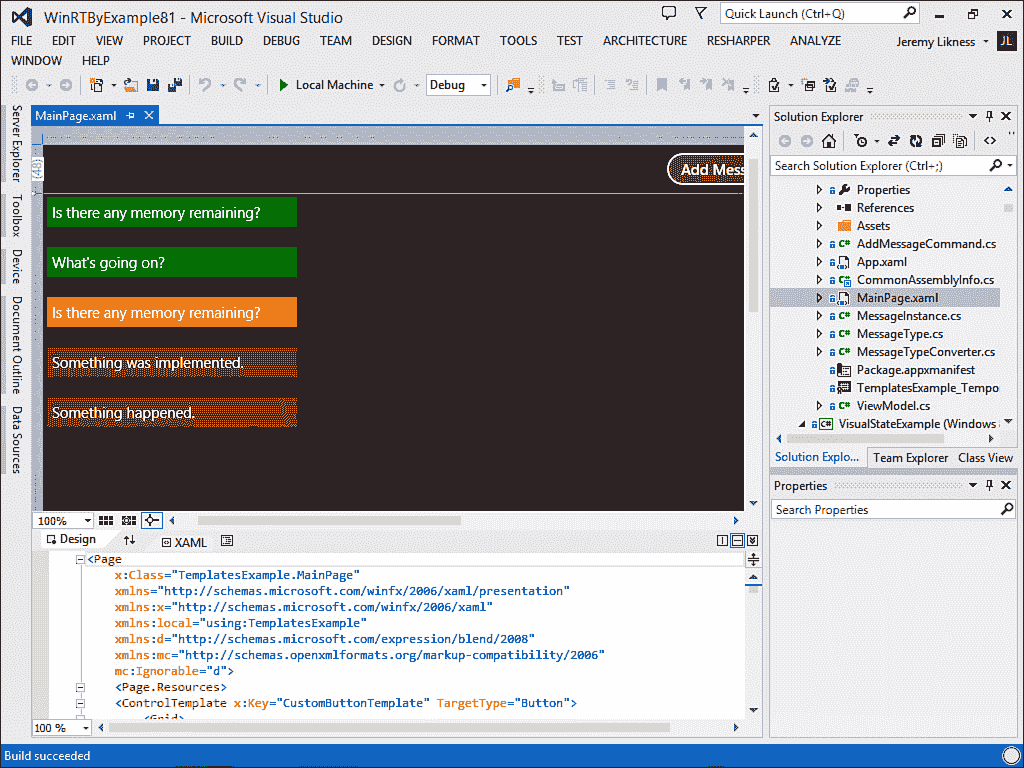 WinRTByExample81 - Microsoft Visual Studio
Quick Launch (Ctrl+Q)
FILE EDIT VIEW PROJECT BUILD DEBUG TEAM DESIGN FORMAT TOOLS TEST ARCHITECTURE RESHARPER ANALYZE
Jeremy Likness JL
WINDOW HELP
Local Machine Debug
Server Explorer
Toolbox
Device
Document Outline
Data Sources
MainPage.xaml
(48)
Add Mess
Is there any memory remaining?
What's going on?
Is there any memory remaining?
Something was implemented.
Something happened.
100%
Design XAML
<Page
x:Class="TemplatesExample.MainPage"
xmlns="http://schemas.microsoft.com/winfx/2006/xaml/presentation"
xmlns:x="http://schemas.microsoft.com/winfx/2006/xaml"
xmlns:local="using:TemplatesExample"
xmlns:d="http://schemas.microsoft.com/expression/blend/2008"
xmlns:mc="http://schemas.openxmlformats.org/markup-compatibility/2006"
mc:Ignorable="d">
<Page.Resources>
<ControlTemplate x:Key="CustomButtonTemplate" TargetType="Button">
<Grid>
100 %
Solution Explorer
Search Solution Explorer (Ctrl+;)
Properties
References
Assets
C# AddMessageCommand.cs
App.xaml
C# CommonAssemblyInfo.cs
MainPage.xaml
C# MessageInstance.cs
C# MessageType.cs
C# MessageTypeConverter.cs
Package.appxmanifest
TemplatesExample_Tempo
C# ViewModel.cs
C# VisualStateExample (Windows
Solution Explo... Team Explorer Class View
Properties
Search Properties
Build succeeded